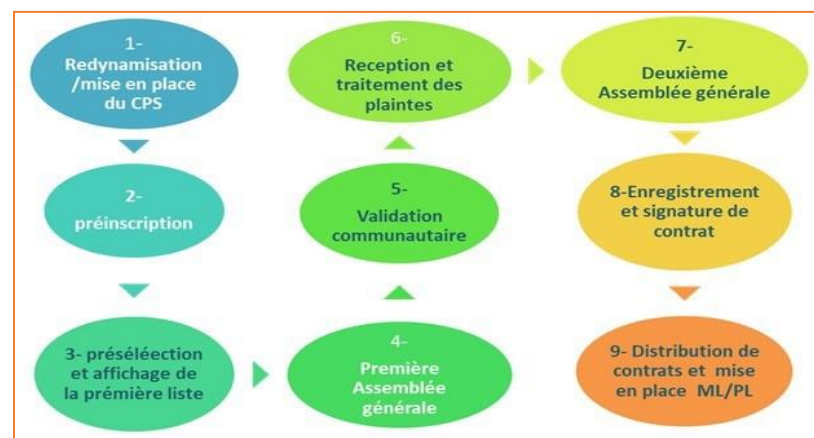 1-
Redynamisation
/mise en place
du CPS
2-
préinscription
3- préséléection
et affichage de
la prémière liste
4-
Première
Assemblée
générale
5-
Validation
communautaire
6-
Reception et
traitement des
plaintes
7-
Deuxième
Assemblée générale
8-Enregistrement
et signature de
contrat
9- Distribution de
contrats et mise
en place ML/PL